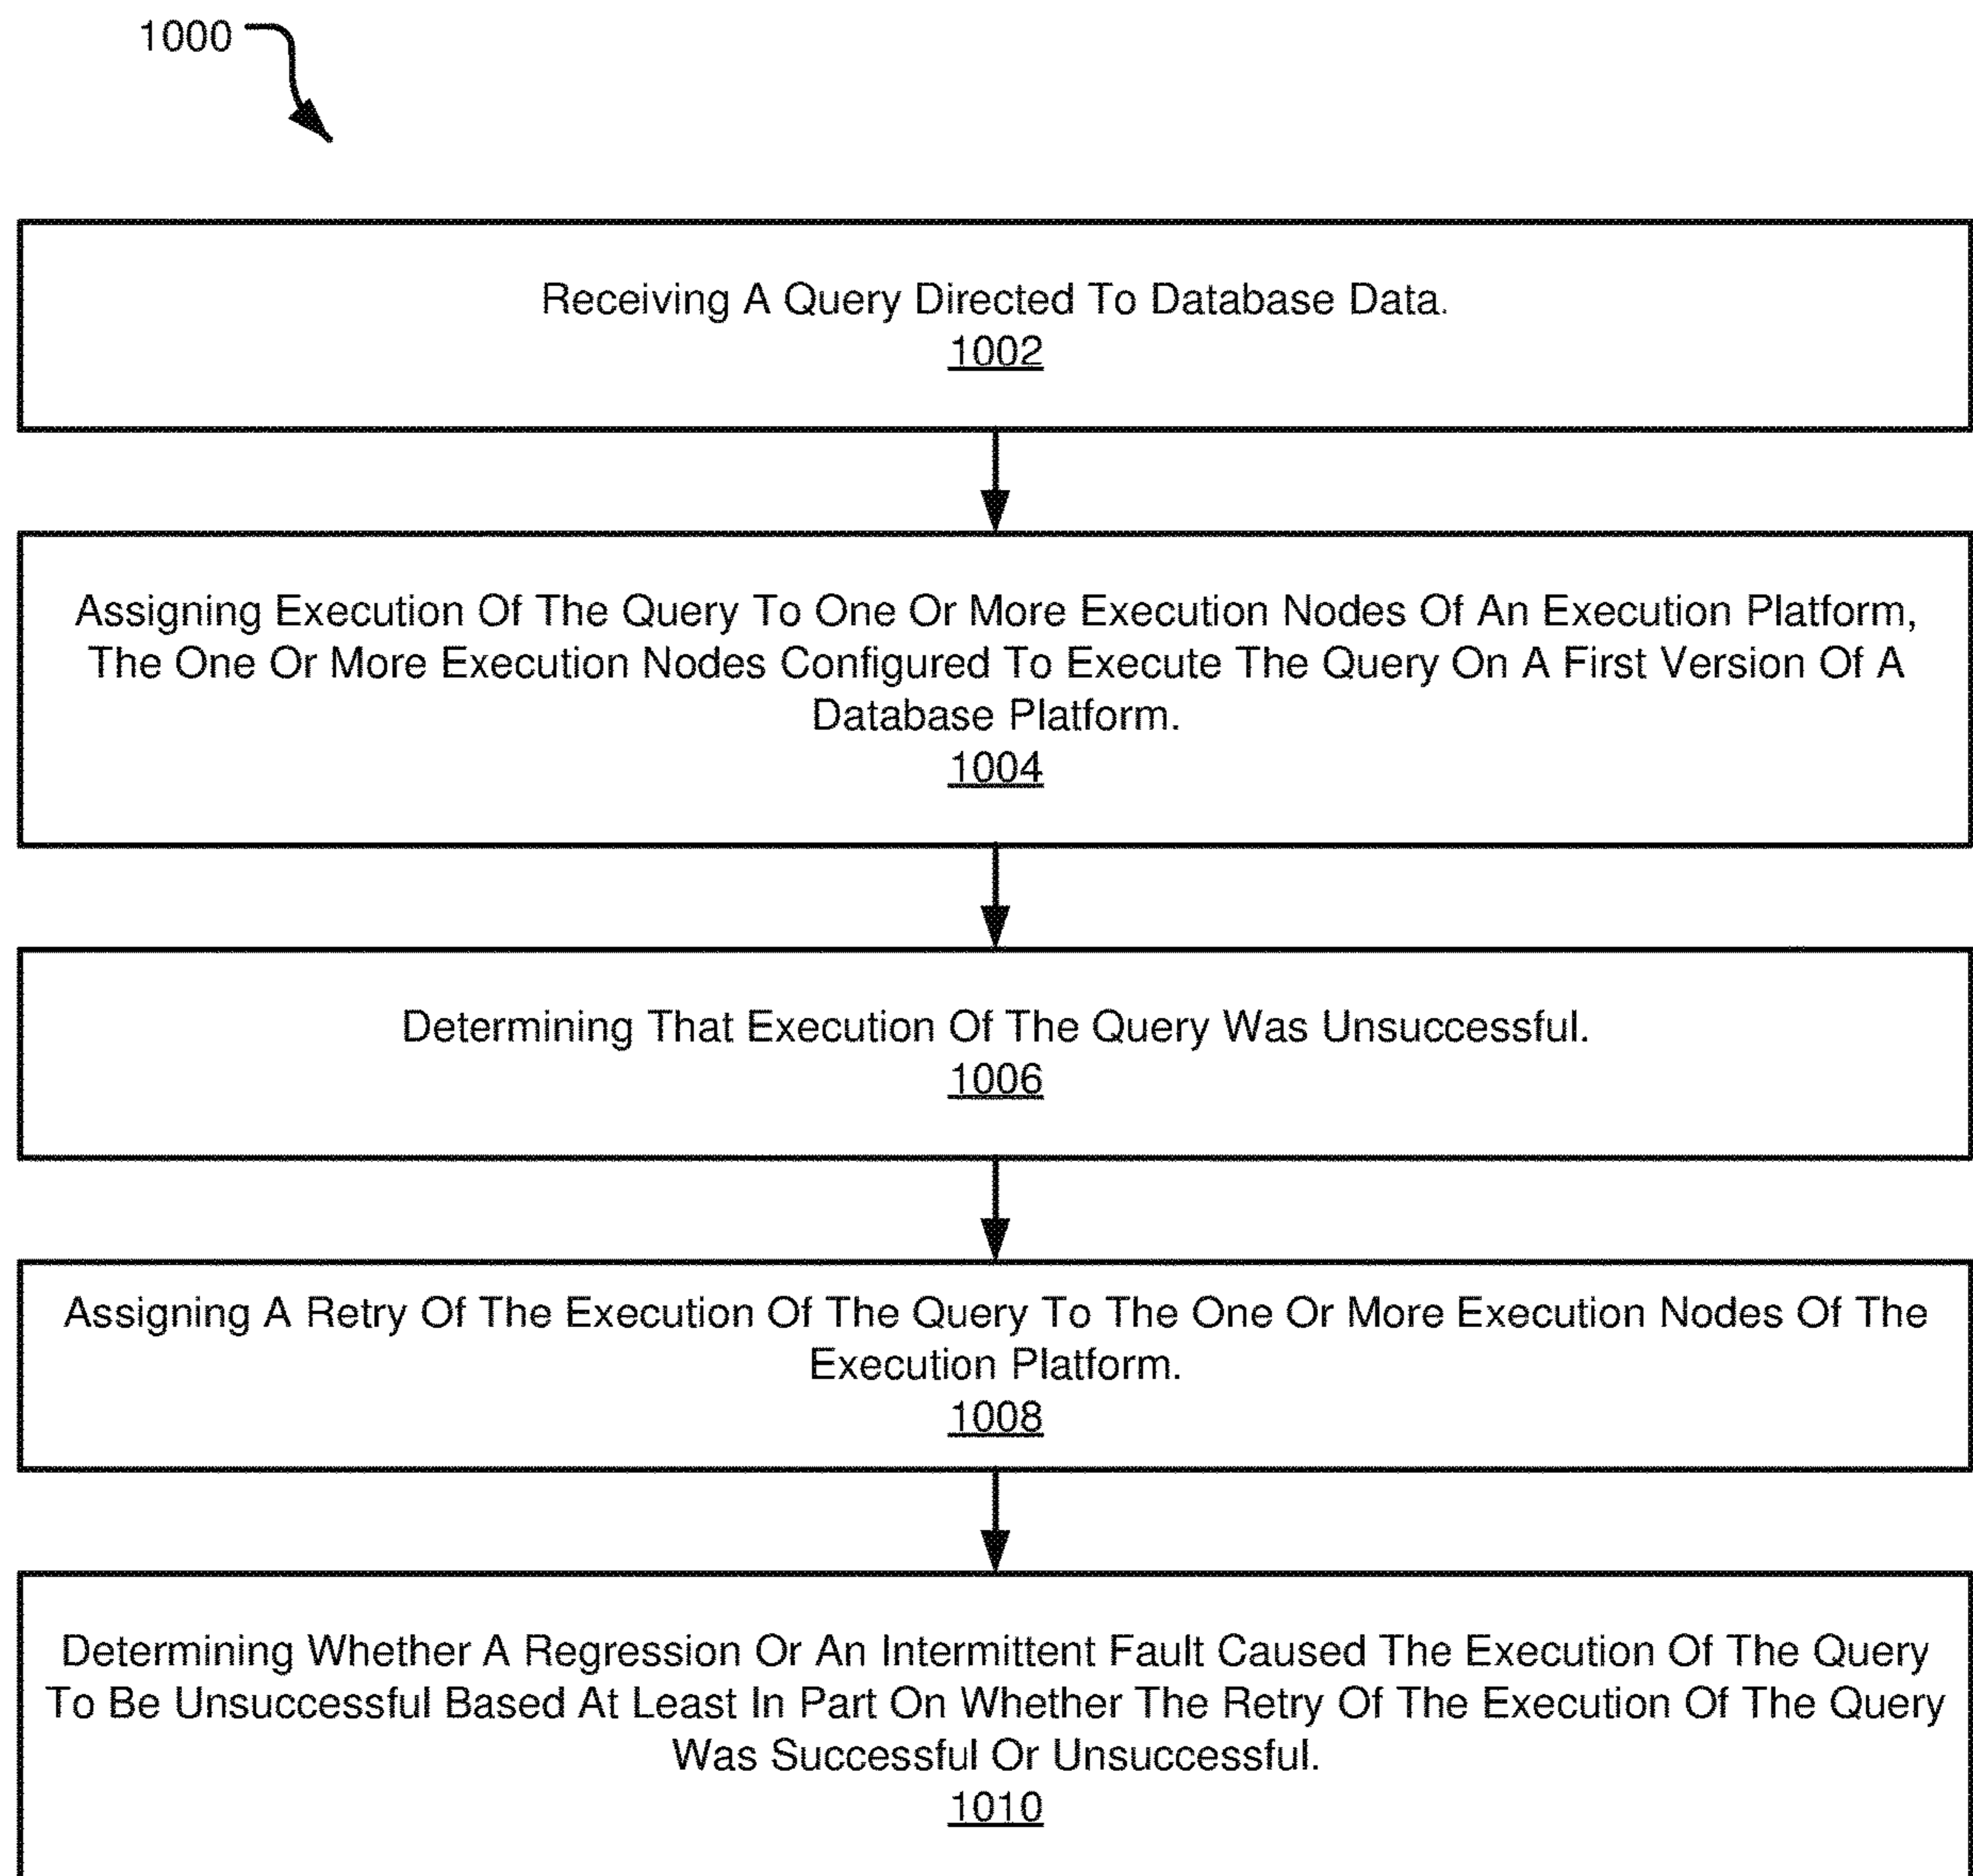 1000
Receiving A Query Directed To Database Data.
1002
Assigning Execution Of The Query To One Or More Execution Nodes Of An Execution Platform,
The One Or More Execution Nodes Configured To Execute The Query On A First Version Of A
Database Platform.
1004
Determining That Execution Of The Query Was Unsuccessful.
1006
Assigning A Retry Of The Execution Of The Query To The One Or More Execution Nodes Of The
Execution Platform.
1008
Determining Whether A Regression Or An Intermittent Fault Caused The Execution Of The Query
To Be Unsuccessful Based At Least In Part On Whether The Retry Of The Execution Of The Query
Was Successful Or Unsuccessful.
1010